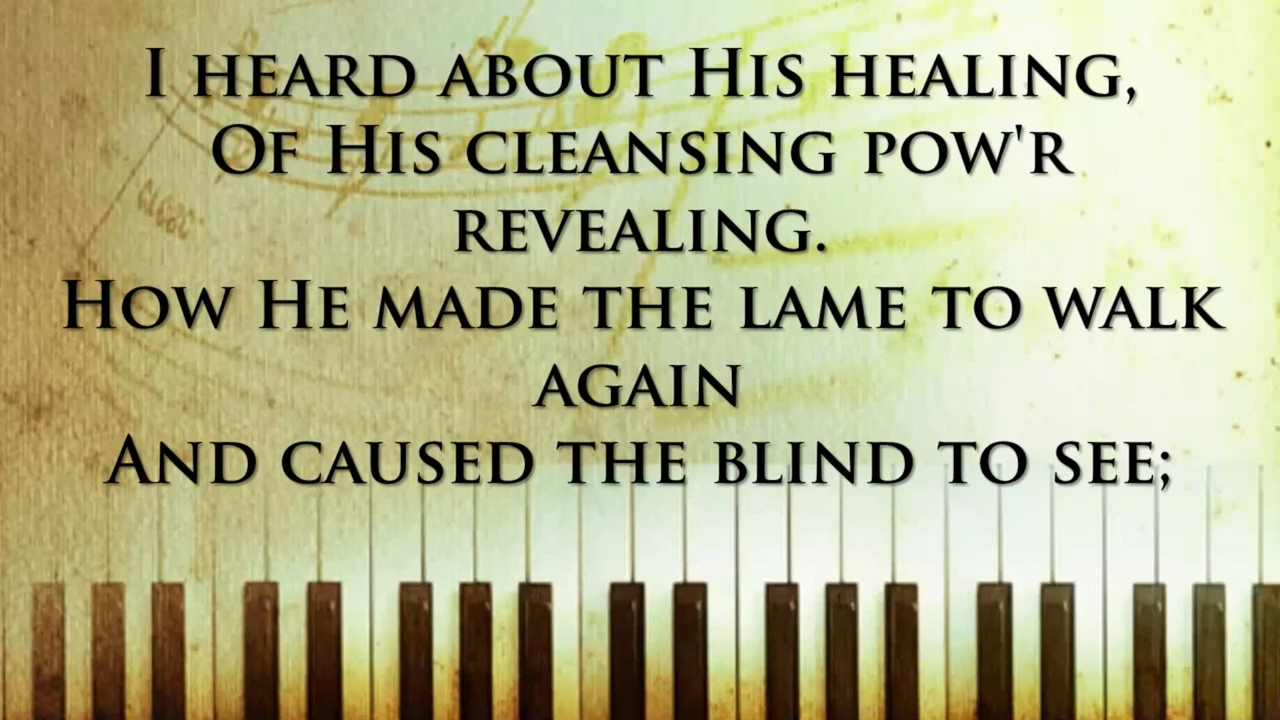 I HEARD ABOUT HIS HEALING,
OF HIS CLEANSING POW'R
REVEALING.
HOW HE MADE THE LAME TO WALK
AGAIN
AND CAUSED THE BLIND TO SEE;